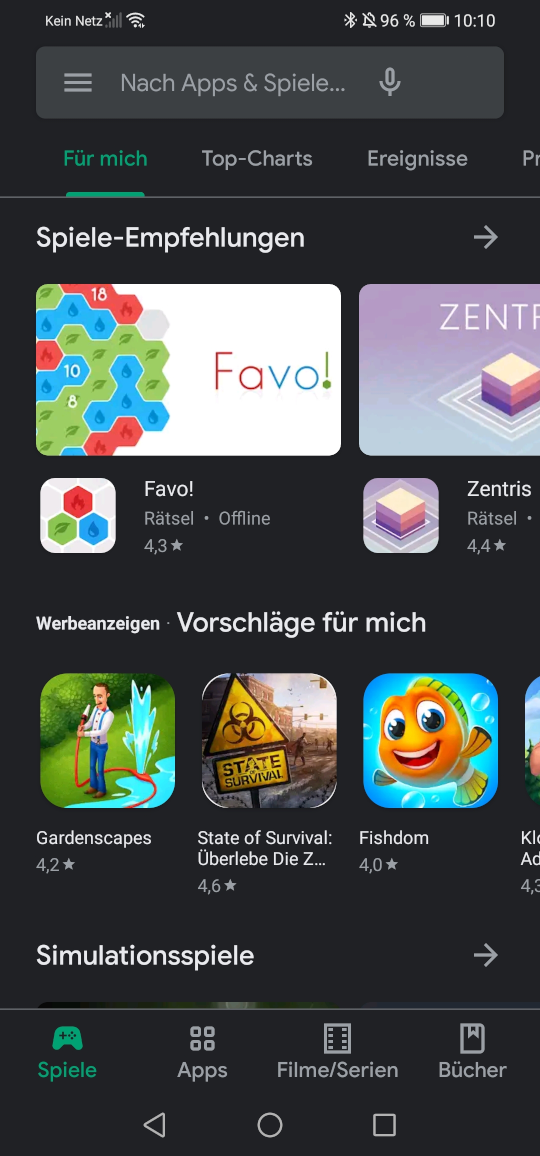 Kein Netz 96 % 10:10
Nach Apps & Spiele...
Für mich Top-Charts Ereignisse Pr
Spiele-Empfehlungen
18
10
8
Favo!
ZENTR
Favo! Zentris
Rätsel • Offline Rätsel •
4,3★ 4,4★
Werbeanzeigen · Vorschläge für mich
STATE
SURVIVAL
Gardenscapes State of Survival: Fishdom Klo
Überlebe Die Z... Ad
4,2★ 4,0★
4,6★ 4,3
Simulationsspiele
Spiele Apps Filme/Serien Bücher